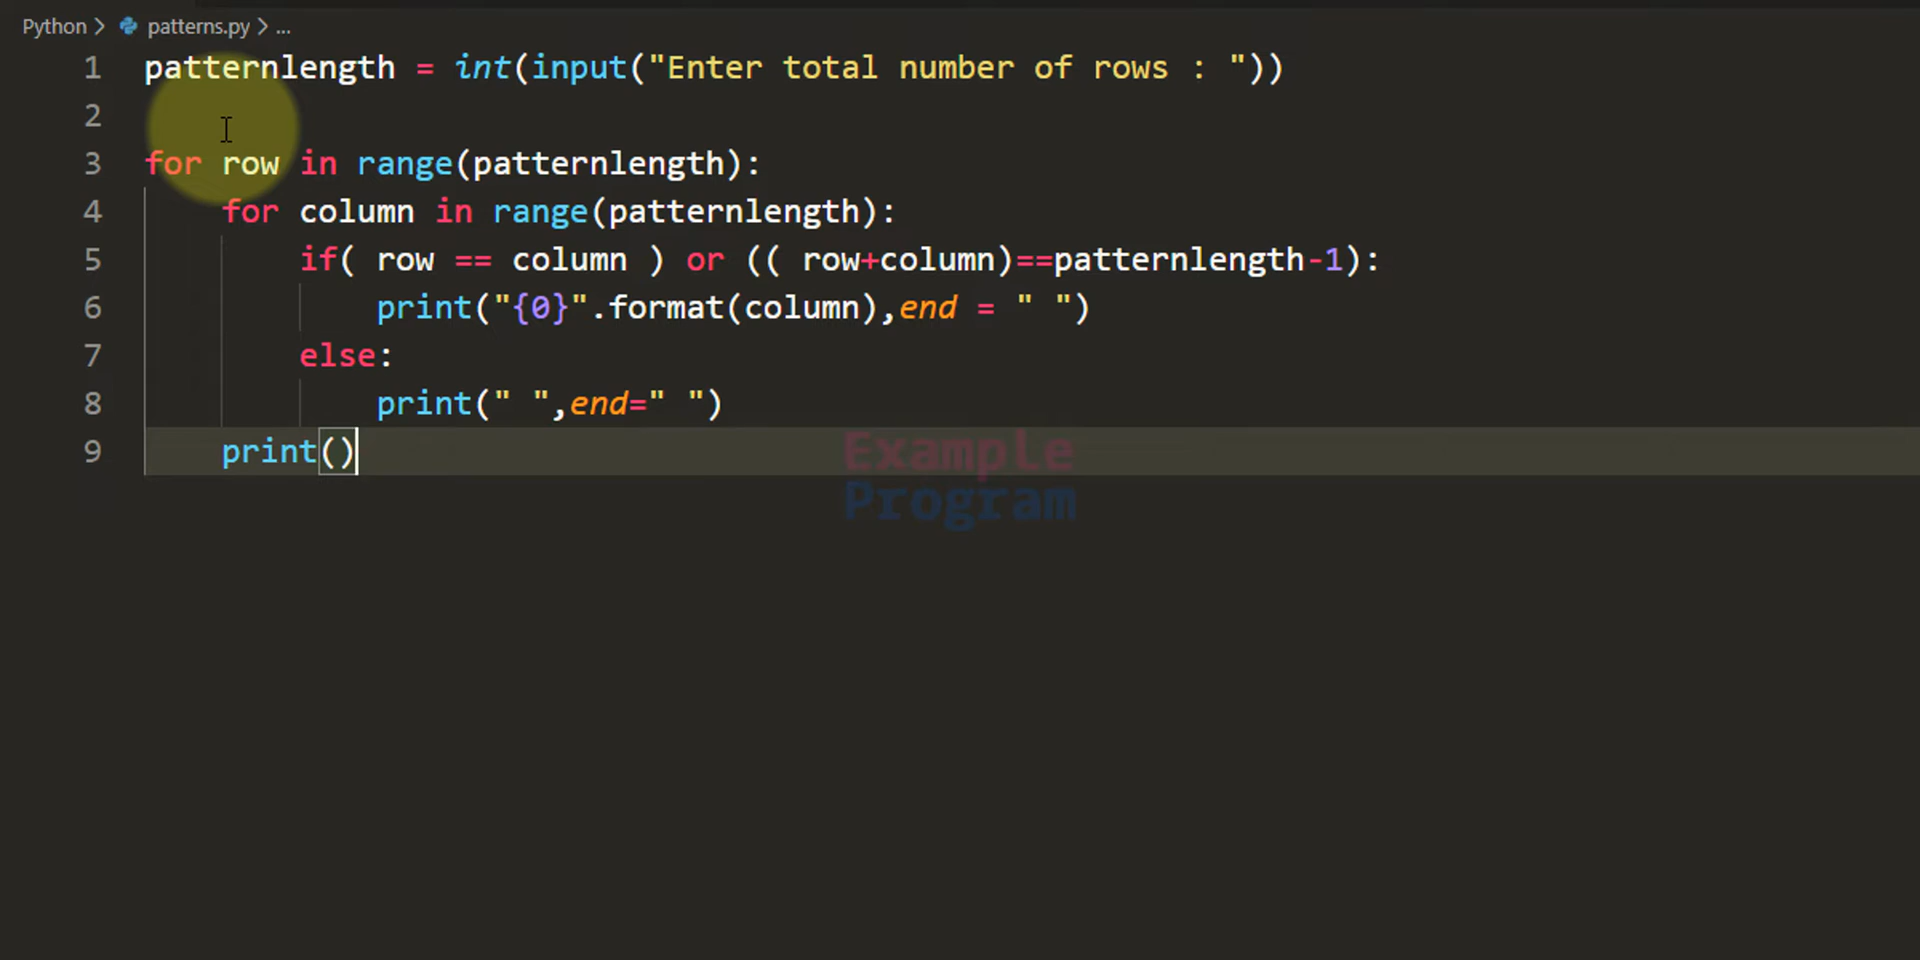 Python > patterns.py > ...
1 patternlength = int(input("Enter total number of rows : "))
2
3 for row in range(patternlength):
4     for column in range(patternlength):
5         if( row == column ) or (( row+column)==patternlength-1):
6             print("{0}".format(column),end = " ")
7         else:
8             print(" ",end=" ")
9     print()
Example
Program